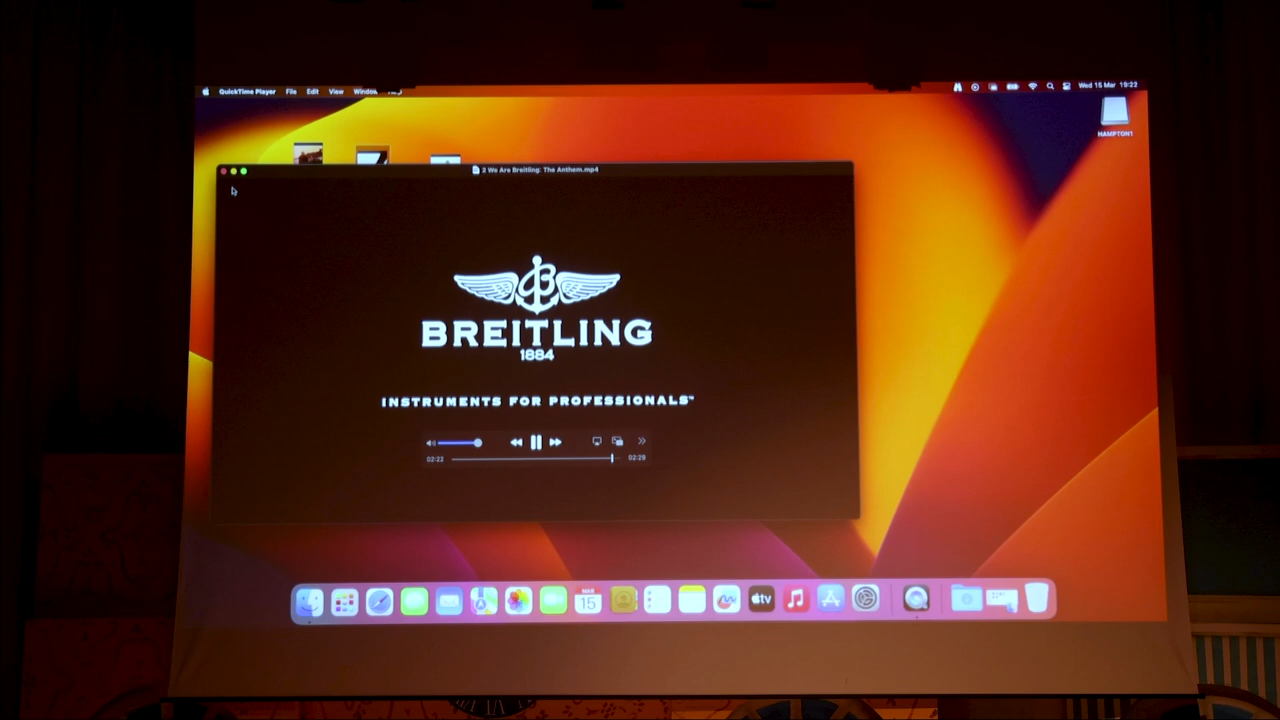 QuickTime Player File Edit View Window
Wed 15 Mar 19:22
HAMPTON1
2 We Are Breitling: The Anthem.mp4
B
BREITLING
1884
INSTRUMENTS FOR PROFESSIONALS™
02:23
02:29
15
tv